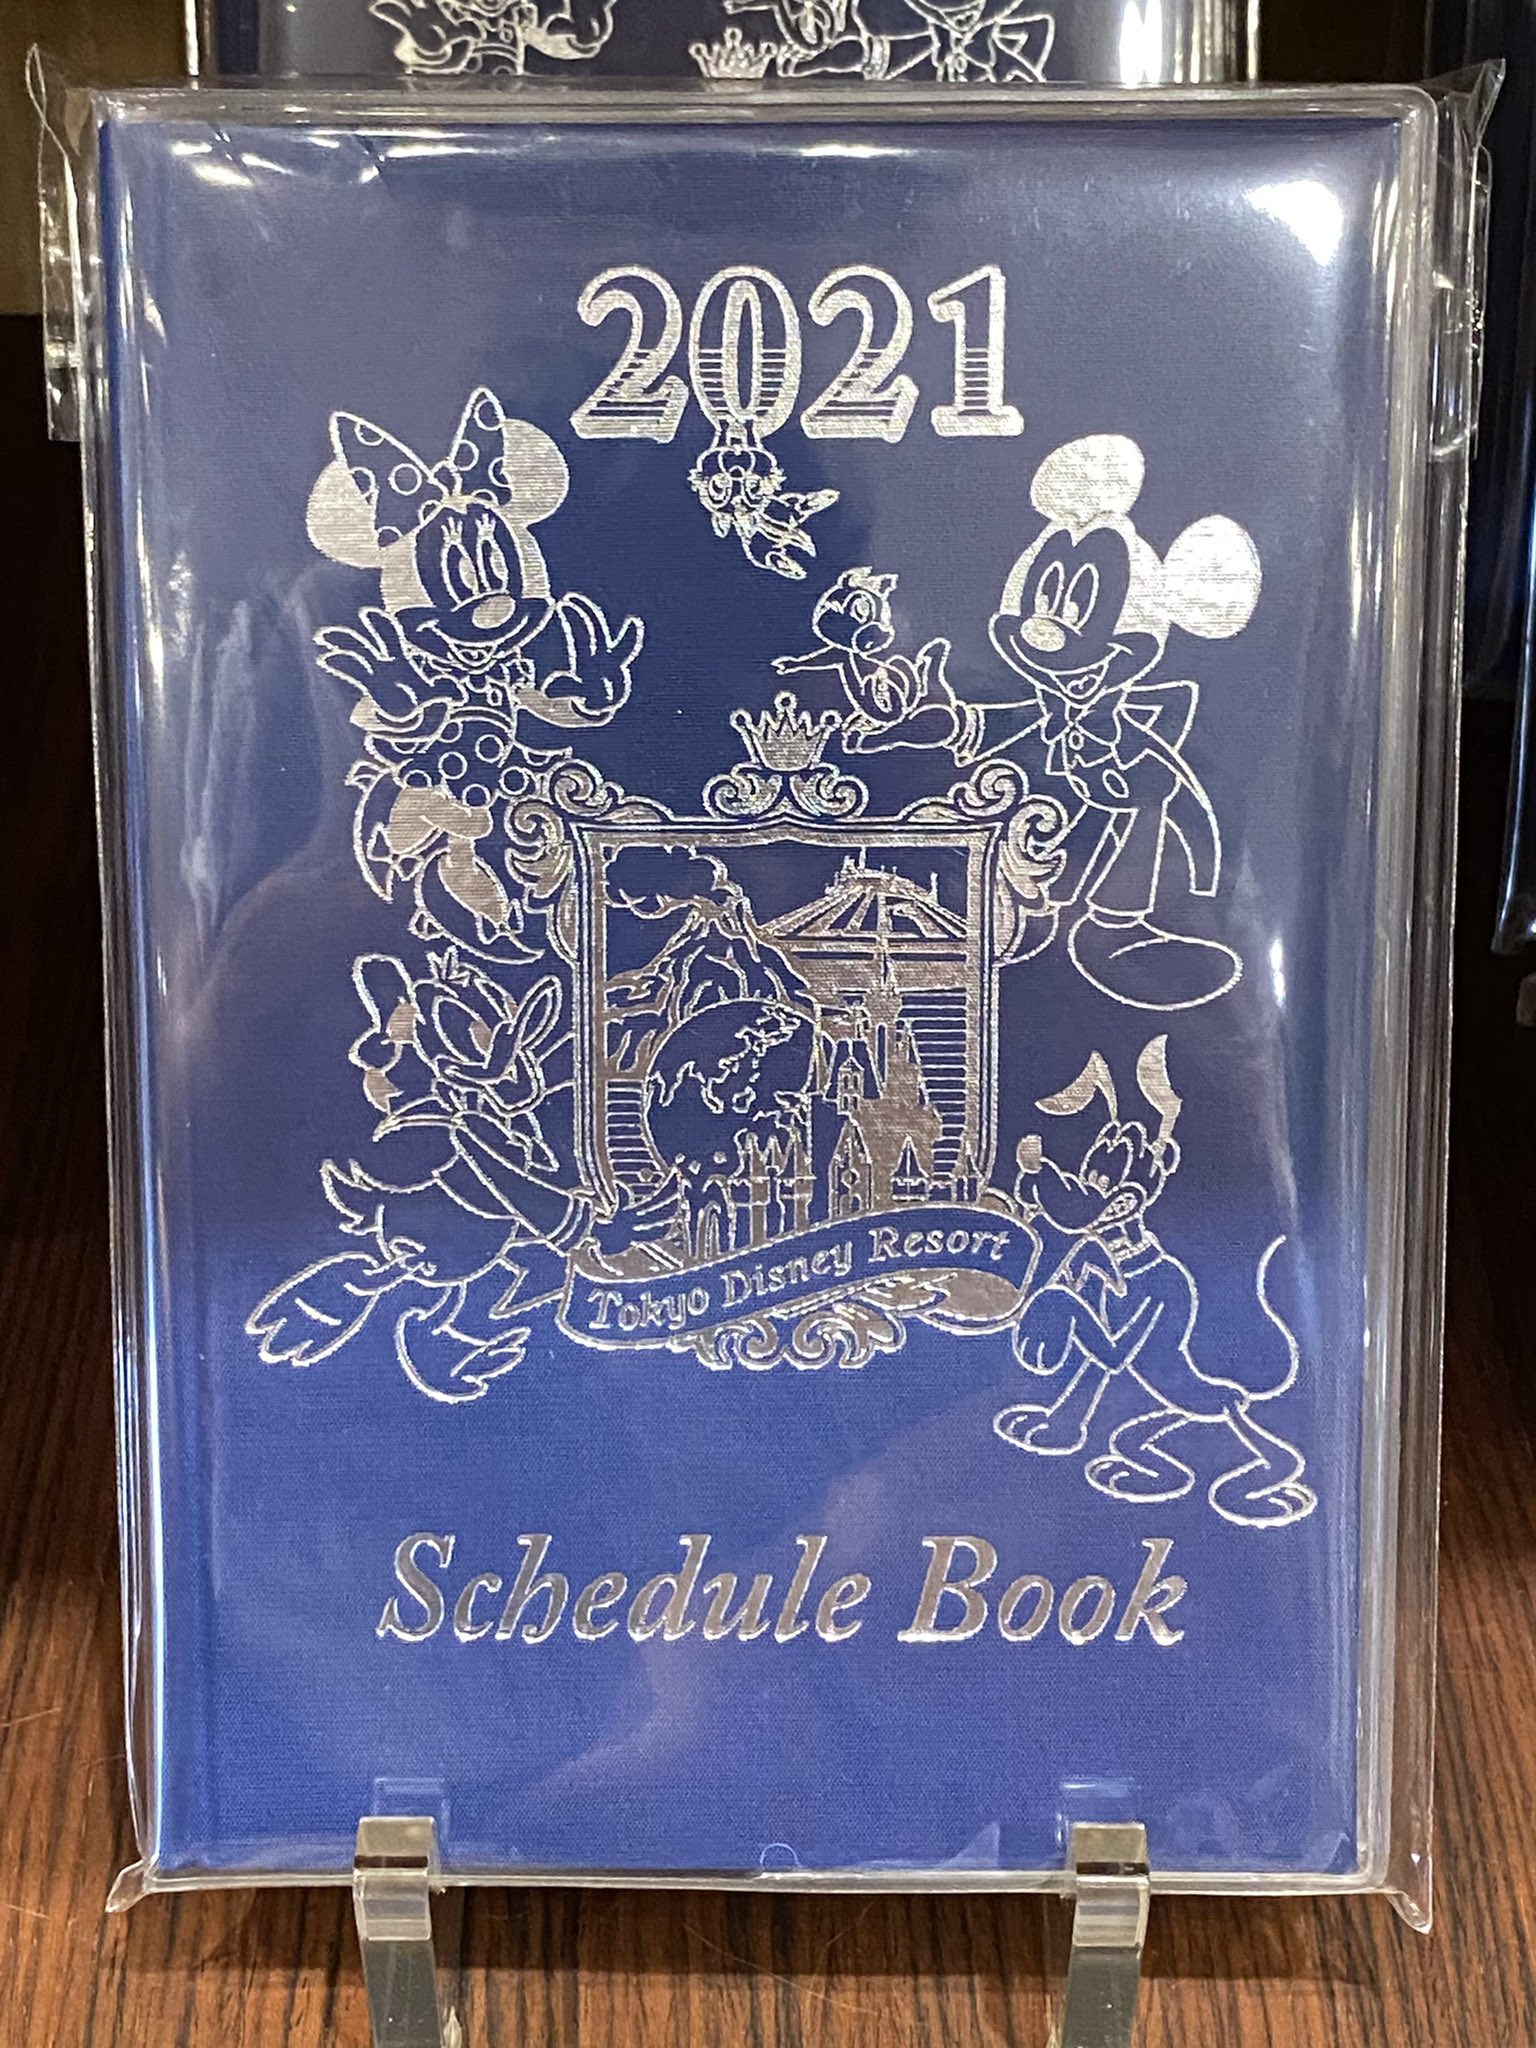 2021
Tokyo Disney Resort
Schedule Book